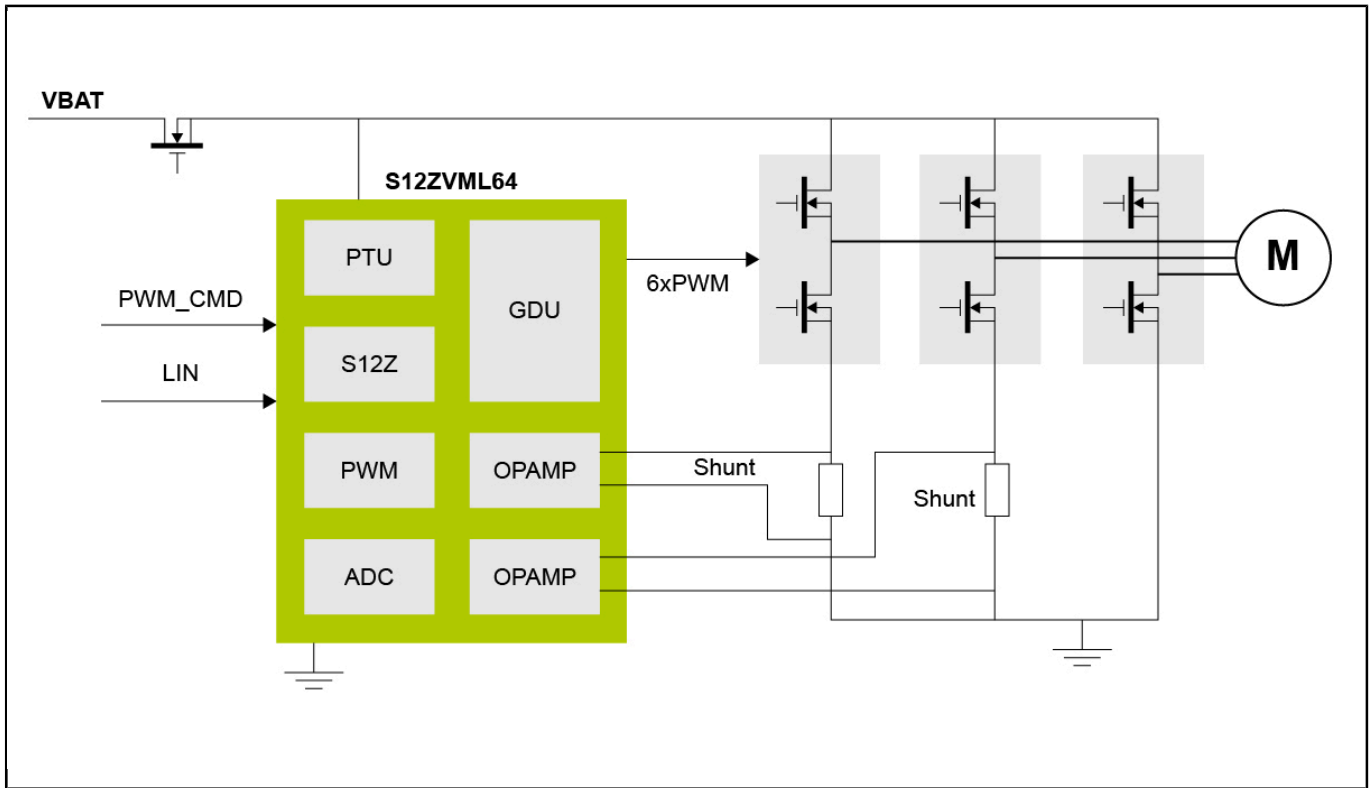 VBAT
S12ZVML64
PTU
GDU
PWM_CMD
6xPWM
M
S12Z
LIN
PWM
OPAMP
Shunt
Shunt
ADC
OPAMP